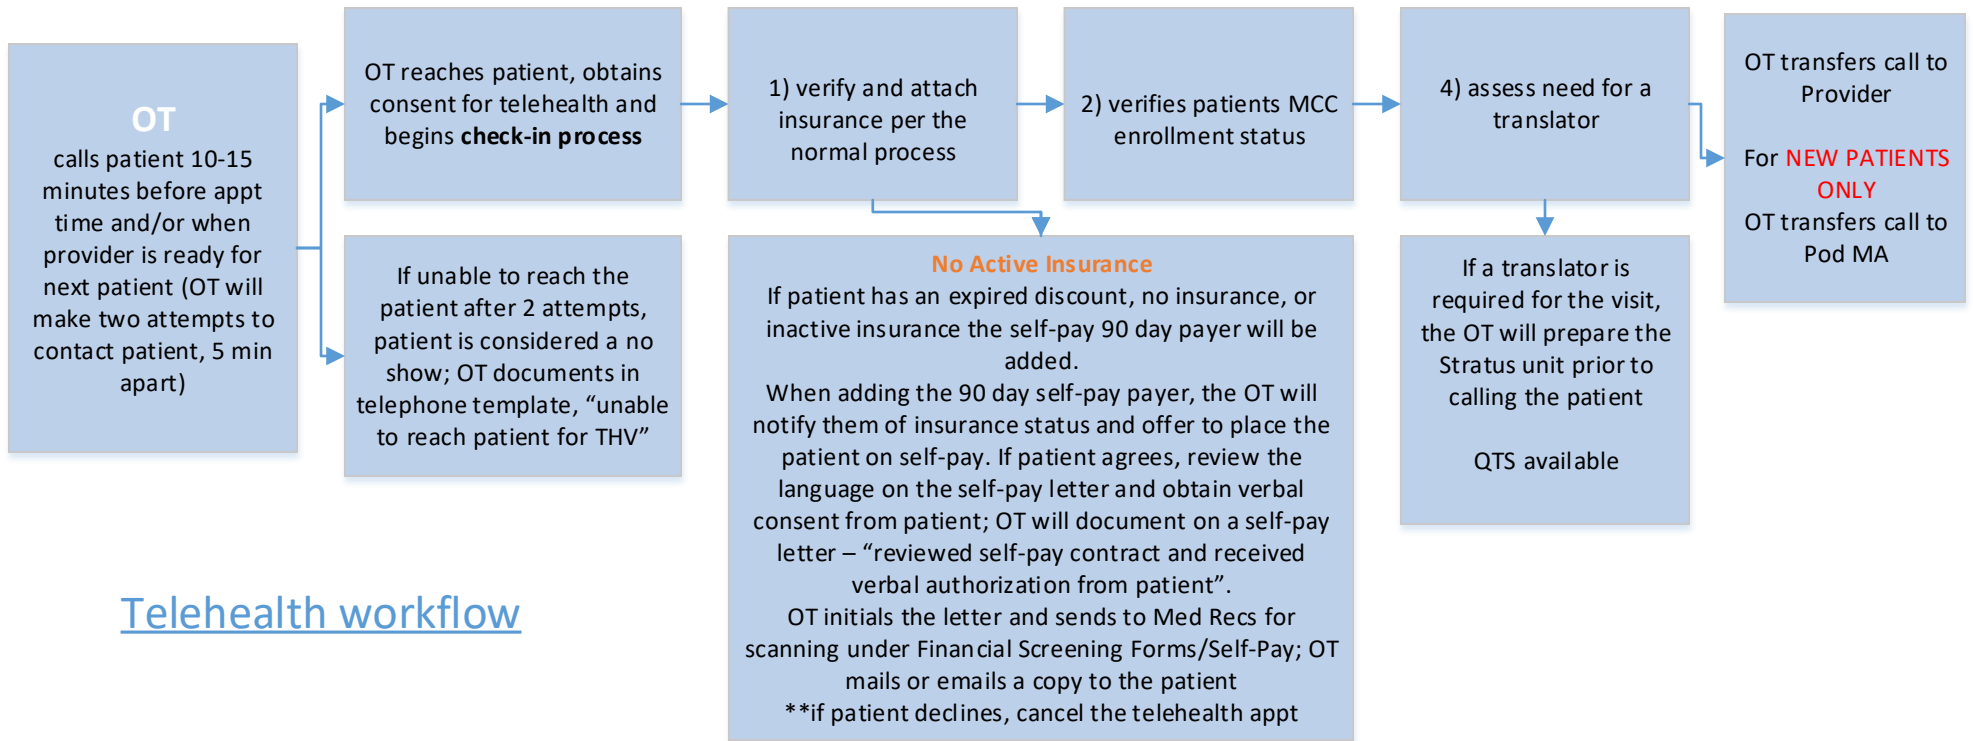 OT
calls patient 10-15
minutes before appt
time and/or when
provider is ready for
next patient (OT will
make two attempts to
contact patient, 5 min
apart)
OT reaches patient, obtains
consent for telehealth and
begins check-in process
If unable to reach the
patient after 2 attempts,
patient is considered a no
show; OT documents in
telephone template, “unable
to reach patient for THV”
1) verify and attach
insurance per the
normal process
No Active Insurance
If patient has an expired discount, no insurance, or
inactive insurance the self-pay 90 day payer will be
added.
When adding the 90 day self-pay payer, the OT will
notify them of insurance status and offer to place the
patient on self-pay. If patient agrees, review the
language on the self-pay letter and obtain verbal
consent from patient; OT will document on a self-pay
letter – “reviewed self-pay contract and received
verbal authorization from patient”.
OT initials the letter and sends to Med Recs for
scanning under Financial Screening Forms/Self-Pay; OT
mails or emails a copy to the patient
**if patient declines, cancel the telehealth appt
2) verifies patients MCC
enrollment status
4) assess need for a
translator
If a translator is
required for the visit,
the OT will prepare the
Stratus unit prior to
calling the patient
QTS available
OT transfers call to
Provider
For NEW PATIENTS
ONLY
OT transfers call to
Pod MA
Telehealth workflow